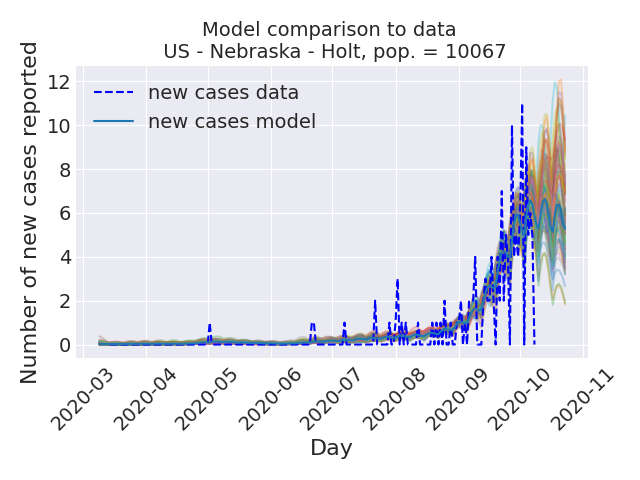 Model comparison to data
US - Nebraska - Holt, pop. = 10067
Number of new cases reported
12
10
8
6
4
2
0
new cases data
new cases model
2020-03
2020-04
2020-05
2020-06
2020-07
2020-08
2020-09
2020-10
2020-11
Day